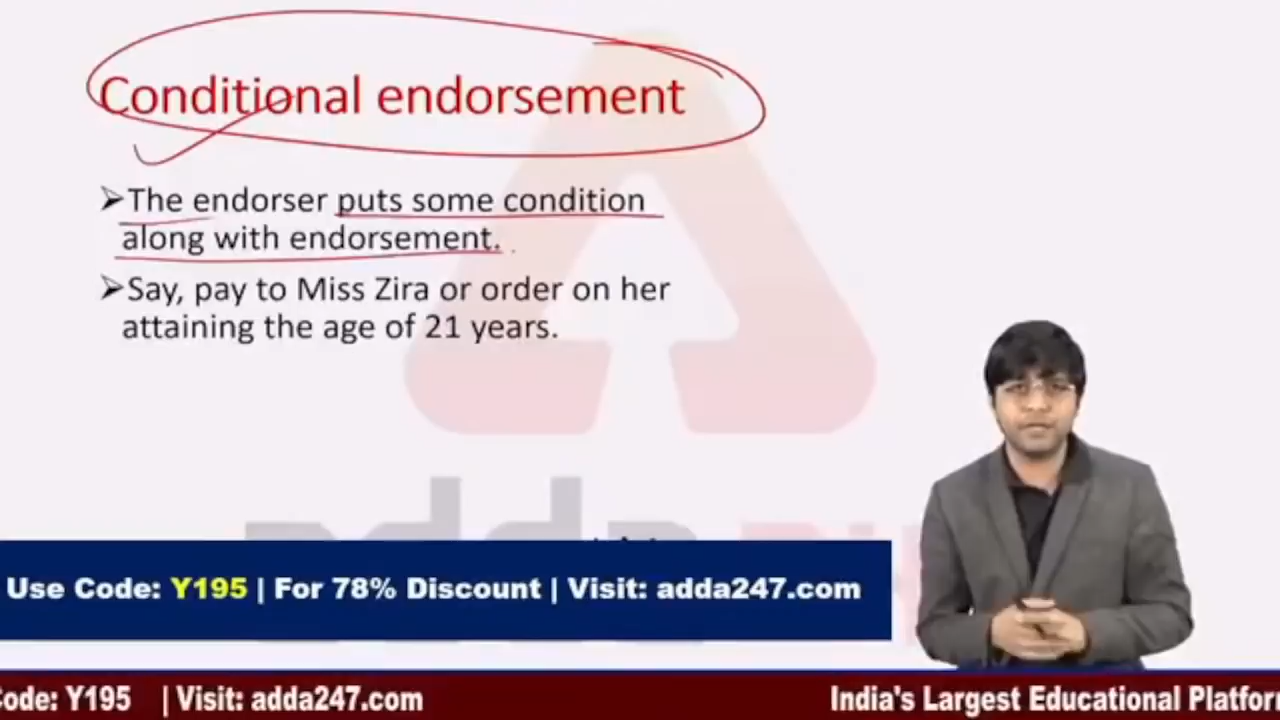 Conditional endorsement
➤The endorser puts some condition
along with endorsement.
➤Say, pay to Miss Zira or order on her
attaining the age of 21 years.
adda
Use Code: Y195 | For 78% Discount | Visit: adda247.com
Code: Y195 | Visit: adda247.com
India's Largest Educational Platfor